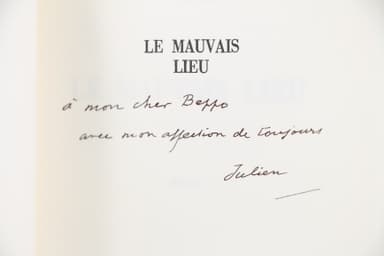 LE MAUVAIS
LIEU
à mon cher Beppo
avec mon affection de toujours
Julien